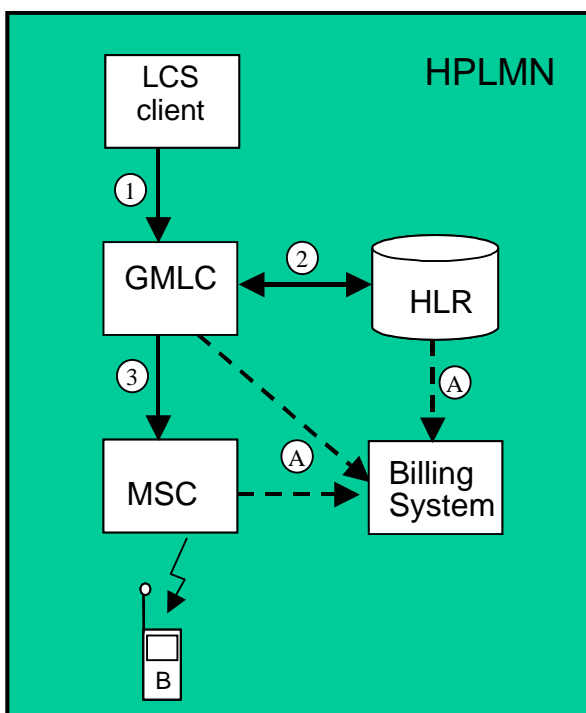 HPLMN
LCS
client
1
GMLC
2
HLR
3
A
A
MSC
Billing
System
B